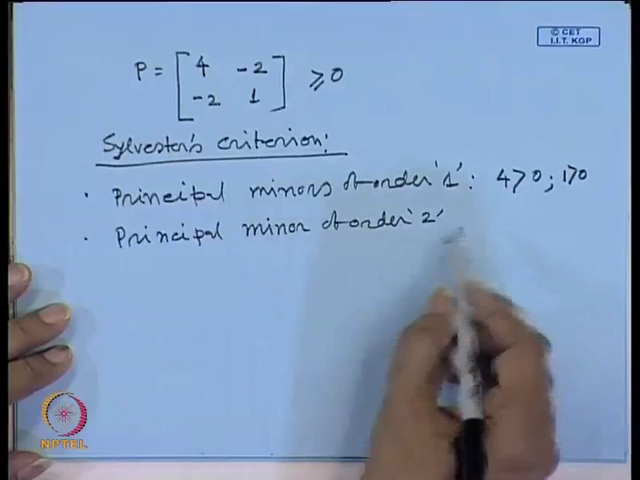 © CET
I.I.T. KGP
P = [4 -2; -2 1] ≥ 0
Sylvester's criterion:
· Principal minors of order '1': 4>0; 1>0
· Principal minor of order '2'
NPTEL